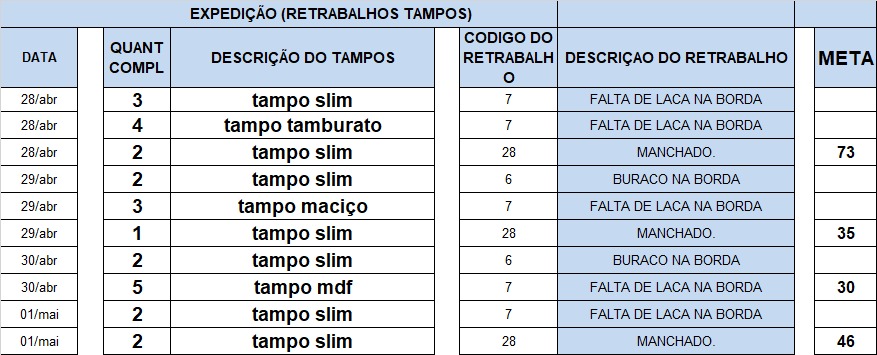 EXPEDIÇÃO (RETRABALHOS TAMPOS)
DATA QUANT COMPL DESCRIÇÃO DO TAMPOS CODIGO DO RETRABALHO DESCRIÇAO DO RETRABALHO META
28/abr 3 tampo slim 7 FALTA DE LACA NA BORDA
28/abr 4 tampo tamburato 7 FALTA DE LACA NA BORDA
28/abr 2 tampo slim 28 MANCHADO. 73
29/abr 2 tampo slim 6 BURACO NA BORDA
29/abr 3 tampo maciço 7 FALTA DE LACA NA BORDA
29/abr 1 tampo slim 28 MANCHADO. 35
30/abr 2 tampo slim 6 BURACO NA BORDA
30/abr 5 tampo mdf 7 FALTA DE LACA NA BORDA 30
01/mai 2 tampo slim 7 FALTA DE LACA NA BORDA
01/mai 2 tampo slim 28 MANCHADO. 46